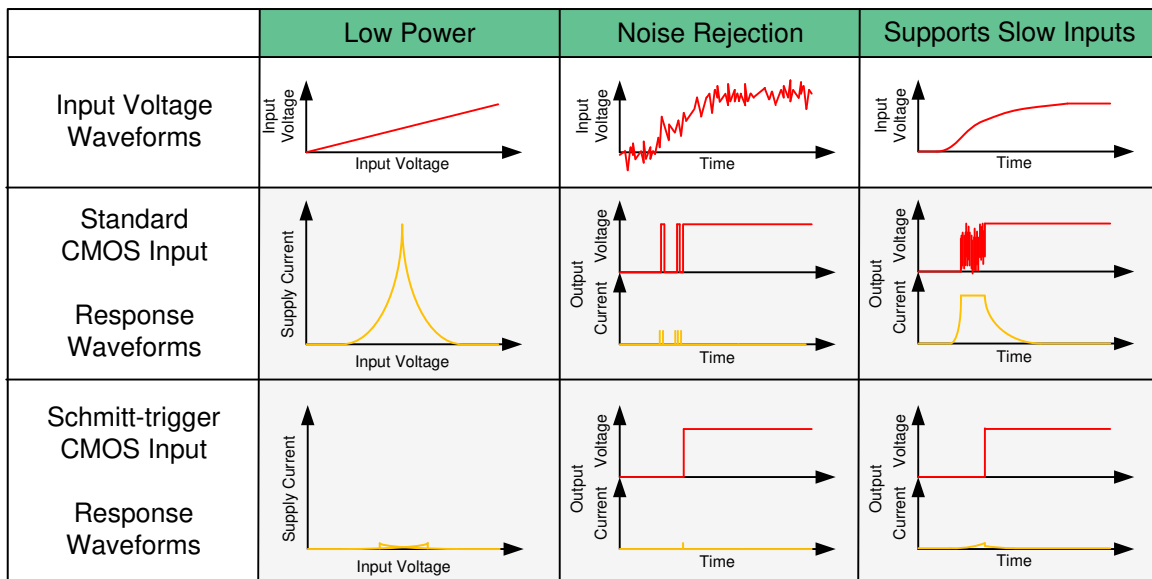 Low Power
Noise Rejection
Supports Slow Inputs
Input Voltage
Waveforms
Input
Voltage
Input Voltage
Input
Voltage
Time
Input
Voltage
Time
Standard
CMOS Input
Response
Waveforms
Supply Current
Input Voltage
Output
Voltage
Current
Time
Output
Voltage
Current
Time
Schmitt-trigger
CMOS Input
Response
Waveforms
Supply Current
Input Voltage
Output
Voltage
Current
Time
Output
Voltage
Current
Time